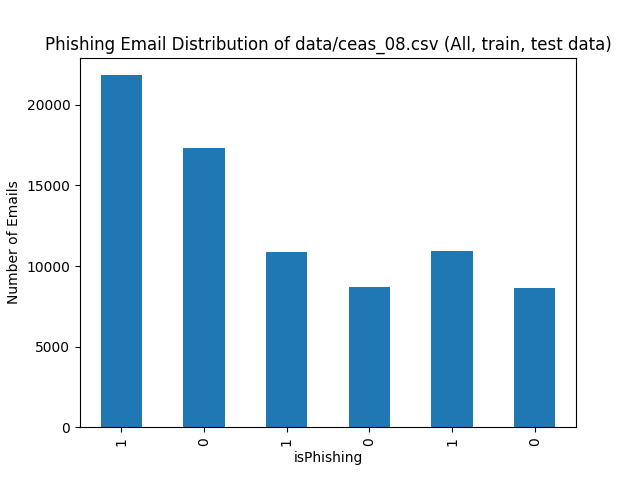 Phishing Email Distribution of data/ceas_08.csv (All, train, test data)
Number of Emails
20000
15000
10000
5000
0
1 0 1 0 1 0
isPhishing